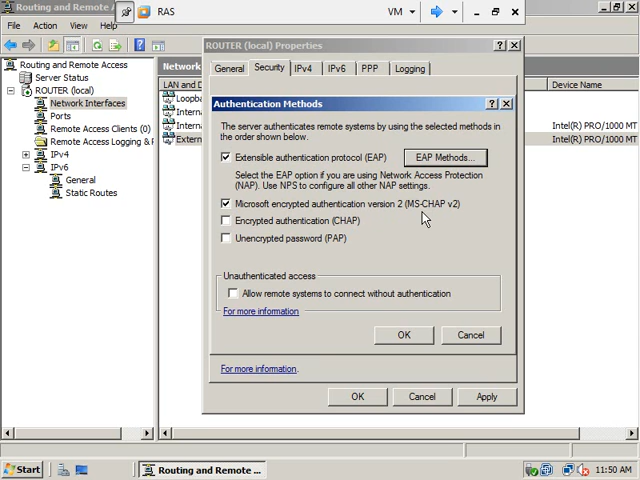 Routing and Remote Access
RAS
VM
File
Action
View
Help
ROUTER (local) Properties
General
Security
IPv4
IPv6
PPP
Logging
Routing and Remote Access
Server Status
ROUTER (local)
Network Interfaces
Ports
Remote Access Clients (0)
Remote Access Logging &
IPv4
IPv6
General
Static Routes
LAN and
Device Name
Intel(R) PRO/1000 MT
Intel(R) PRO/1000 MT
Authentication Methods
The server authenticates remote systems by using the selected methods in
the order shown below.
Extensible authentication protocol (EAP)
EAP Methods...
Select the EAP option if you are using Network Access Protection
(NAP). Use NPS to configure all other NAP settings.
Microsoft encrypted authentication version 2 (MS-CHAP v2)
Encrypted authentication (CHAP)
Unencrypted password (PAP)
Unauthenticated access
Allow remote systems to connect without authentication
For more information
OK
Cancel
For more information.
OK
Cancel
Apply
Start
Routing and Remote ...
11:50 AM